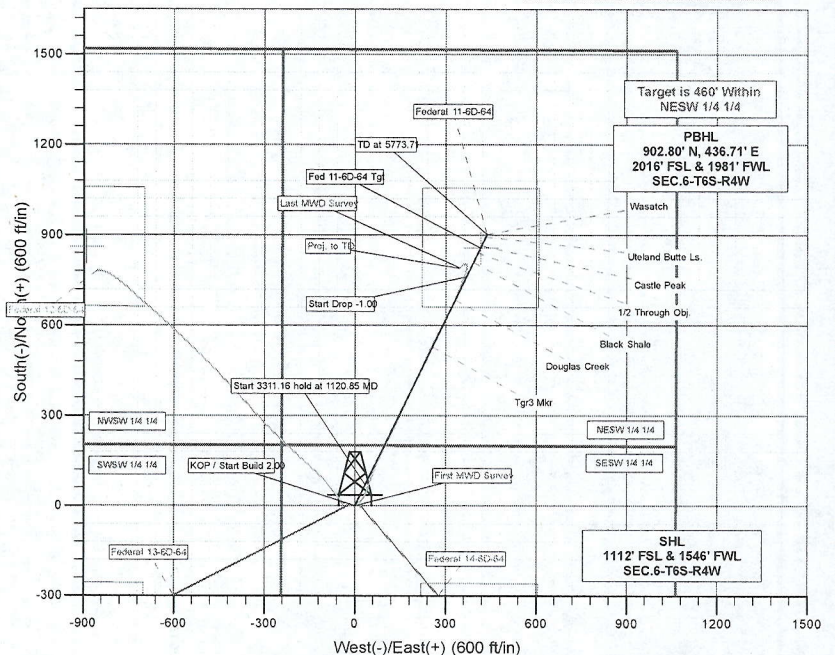 South(-)/North(+) (600 ft/in)
1500
1200
900
600
300
0
-300
-900
-600
-300
0
300
600
900
1200
1500
West(-)/East(+) (600 ft/in)
Target is 460' Within
NESW 1/4 1/4
PBHL
902.80' N, 436.71' E
2016' FSL & 1981' FWL
SEC.6-T6S-R4W
Federal 11-6D-64
TD at 5773.71
Fed 11-6D-64 Tgt
Last MWD Survey
Proj. to TD
Start Drop -1.00
Wasatch
Uteland Butte Ls.
Castle Peak
1/2 Through Obj.
Black Shale
Douglas Creek
Tgr3 Mkr
Federal 12-6D-64
Start 3311.16 hold at 1120.85 MD
NWSW 1/4 1/4
NESW 1/4 1/4
SWSW 1/4 1/4
SESW 1/4 1/4
KOP / Start Build 2.00
First MWD Survey
Federal 13-6D-64
Federal 14-6D-64
SHL
1112' FSL & 1546' FWL
SEC.6-T6S-R4W